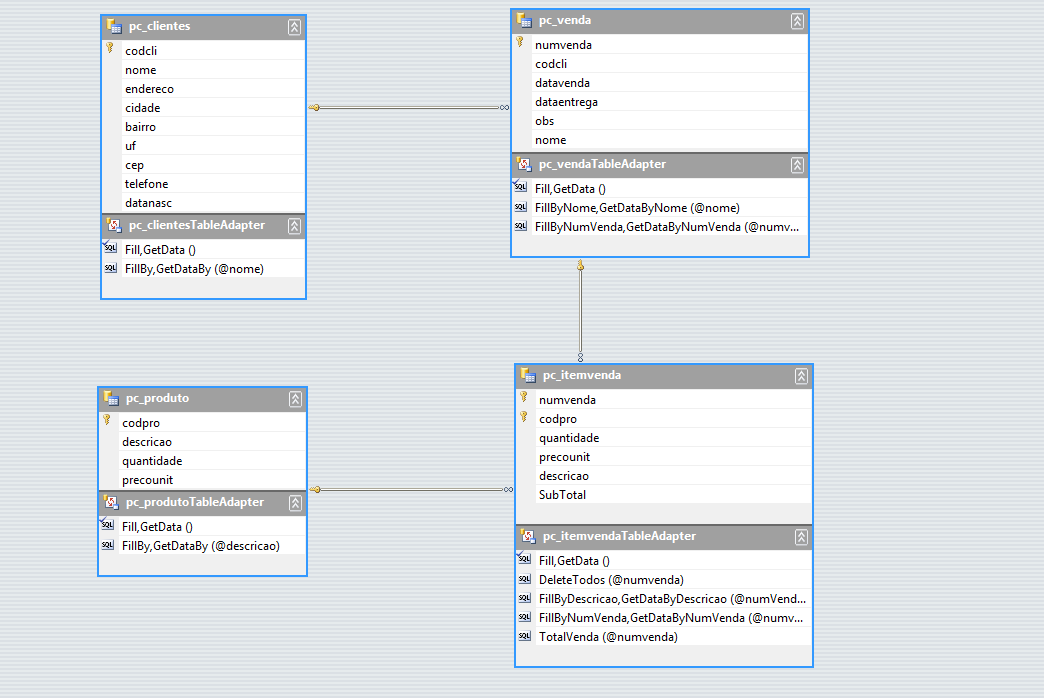 pc_clientes
codcli
nome
endereco
cidade
bairro
uf
cep
telefone
datanasc
pc_clientesTableAdapter
SQL Fill,GetData ()
SQL FillBy,GetDataBy (@nome)
pc_venda
numvenda
codcli
datavenda
dataentrega
obs
nome
pc_vendaTableAdapter
SQL Fill,GetData ()
SQL FillByNome,GetDataByNome (@nome)
SQL FillByNumVenda,GetDataByNumVenda (@numv...
pc_produto
codpro
descricao
quantidade
precounit
pc_produtoTableAdapter
SQL Fill,GetData ()
SQL FillBy,GetDataBy (@descricao)
pc_itemvenda
numvenda
codpro
quantidade
precounit
descricao
SubTotal
pc_itemvendaTableAdapter
SQL Fill,GetData ()
SQL DeleteTodos (@numvenda)
SQL FillByDescricao,GetDataByDescricao (@numVend...
SQL FillByNumVenda,GetDataByNumVenda (@numv...
SQL TotalVenda (@numvenda)